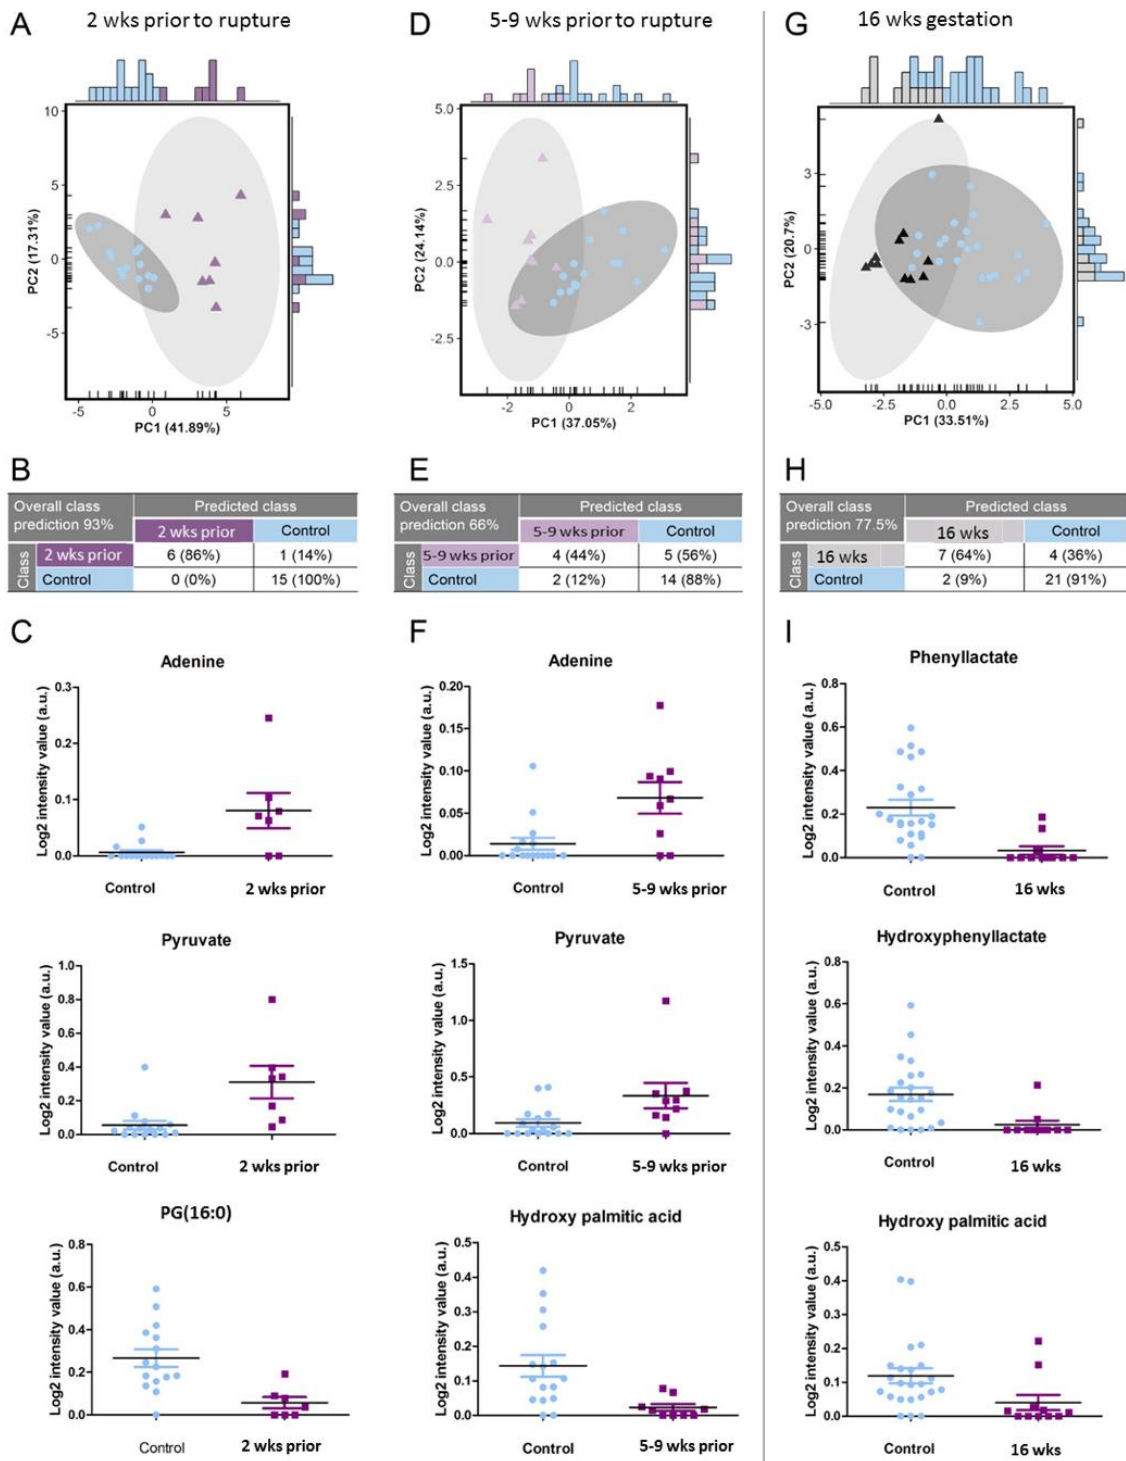 A 2 wks prior to rupture
D 5-9 wks prior to rupture
G 16 wks gestation
10
5
0
-5
PC2 (17.31%)
-5 0 5
PC1 (41.89%)
5.0
2.5
0.0
-2.5
PC2 (24.14%)
-2 0 2
PC1 (37.05%)
3
0
-3
PC2 (20.7%)
-5.0 -2.5 0.0 2.5 5.0
PC1 (33.51%)
B
Overall class prediction 93%
Predicted class
2 wks prior Control
Class
2 wks prior 6 (86%) 1 (14%)
Control 0 (0%) 15 (100%)
E
Overall class prediction 66%
Predicted class
5-9 wks prior Control
Class
5-9 wks prior 4 (44%) 5 (56%)
Control 2 (12%) 14 (88%)
H
Overall class prediction 77.5%
Predicted class
16 wks Control
Class
16 wks 7 (64%) 4 (36%)
Control 2 (9%) 21 (91%)
C
Adenine
Log2 intensity value (a.u.)
0.3
0.2
0.1
0.0
Control 2 wks prior
Pyruvate
Log2 intensity value (a.u.)
1.0
0.8
0.6
0.4
0.2
0.0
Control 2 wks prior
PG(16:0)
Log2 intensity value (a.u.)
0.8
0.6
0.4
0.2
0.0
Control 2 wks prior
F
Adenine
Log2 intensity value (a.u.)
0.20
0.15
0.10
0.05
0.00
Control 5-9 wks prior
Pyruvate
Log2 intensity value (a.u.)
1.5
1.0
0.5
0.0
Control 5-9 wks prior
Hydroxy palmitic acid
Log2 intensity value (a.u.)
0.5
0.4
0.3
0.2
0.1
0.0
Control 5-9 wks prior
I
Phenyllactate
Log2 intensity value (a.u.)
0.8
0.6
0.4
0.2
0.0
Control 16 wks
Hydroxyphenyllactate
Log2 intensity value (a.u.)
0.8
0.6
0.4
0.2
0.0
Control 16 wks
Hydroxy palmitic acid
Log2 intensity value (a.u.)
0.5
0.4
0.3
0.2
0.1
0.0
Control 16 wks